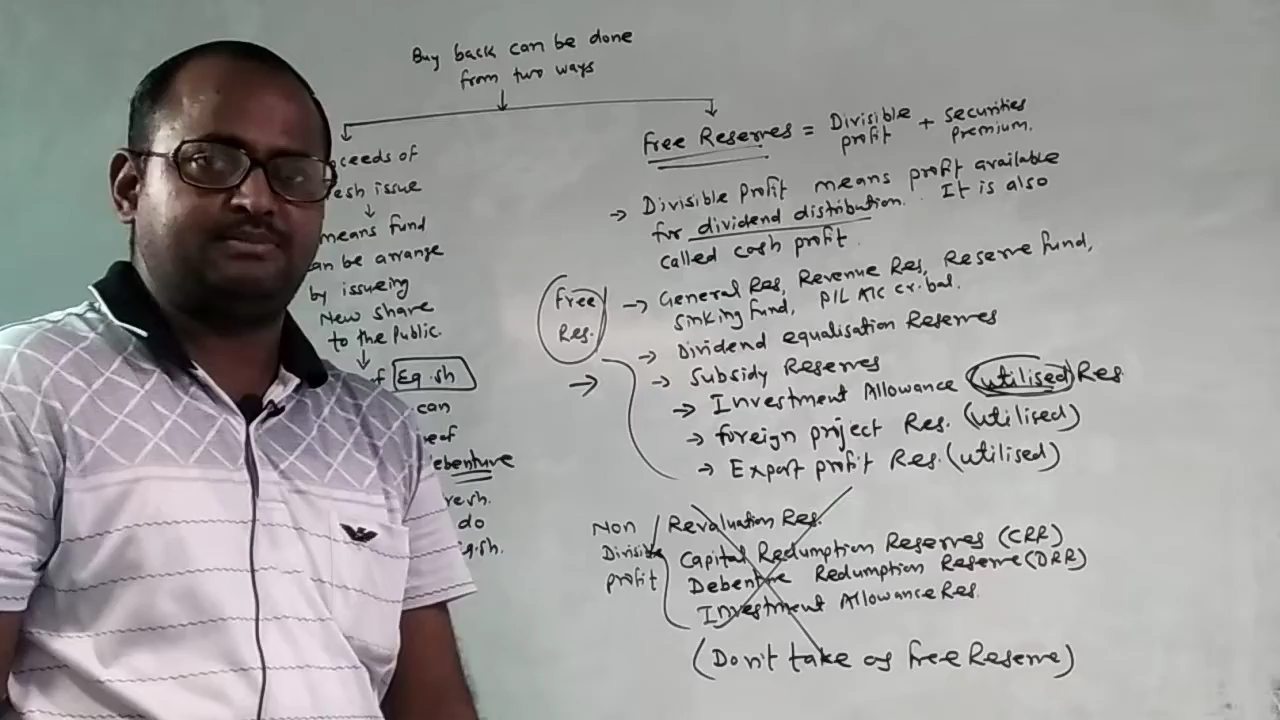 Buy back can be done
from two ways
ceeds of
esh issue
means fund
an be arrange
by issueing
New share
to the Public.
f Eq.sh
can
eef
ebenture
resh.
do
q.sh.
Free Reserves = Divisible profit + securities premium.
→ Divisible Profit means profit available
for dividend distribution. It is also
called cash profit.
Free Res.
→ General Res, Revenue Res, Reserve fund,
sinking fund, P/L A/C cr. bal.
→ Dividend equalisation Reserves
→ Subsidy Reserves
→ Investment Allowance (utilised) Res
→ foreign project Res. (utilised)
→ Export profit Res. (utilised)
Non
Divisible
profit
Revaluation Res.
Capital Redumption Reserves (CRR)
Debenture Redumption Reserve (DRR)
Investment Allowance Res.
(Don't take as free Reserve)